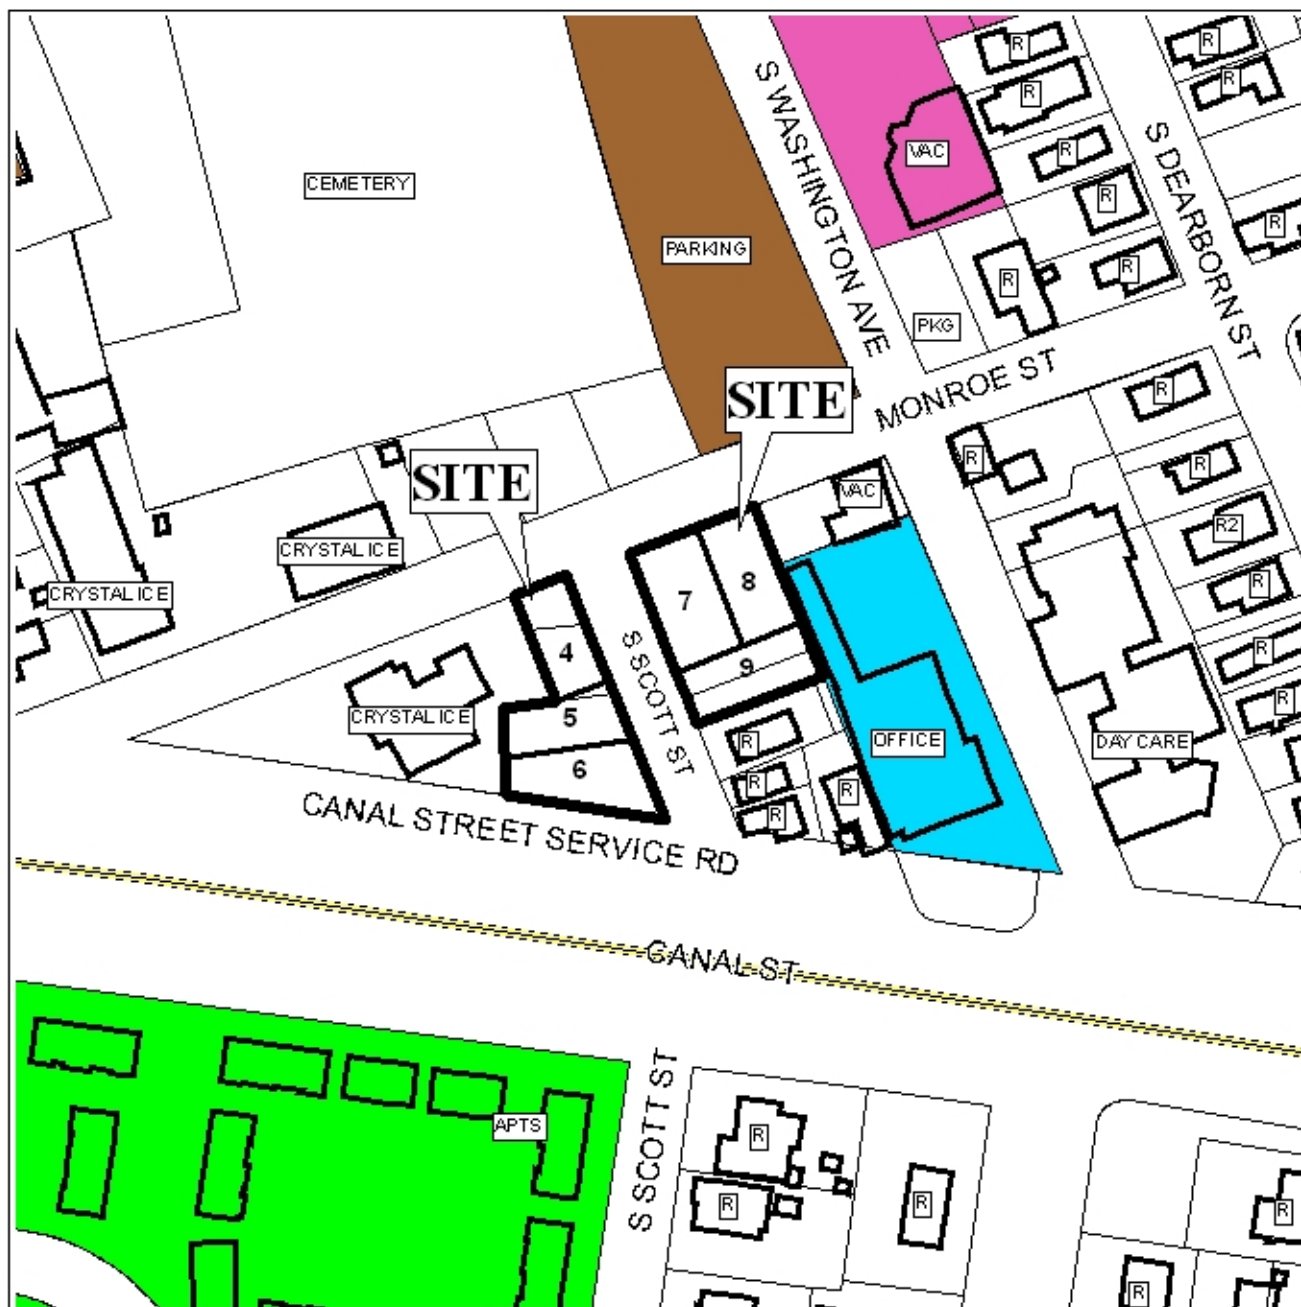 R
R
S WASHINGTON AVE
R
R
S DEARBORN ST
VAC
R
CEMETERY
R
R
PARKING
R
R
PKG
MONROE ST
R
SITE
R
R
SITE
VAC
R2
CRYSTAL ICE
CRYSTAL ICE
7
8
R
4
S SCOTT ST
9
R
R
CRYSTAL ICE
5
R
OFFICE
DAY CARE
6
R
R
R
CANAL STREET SERVICE RD
CANAL ST
S SCOTT ST
APTS
R
R
R
R
R